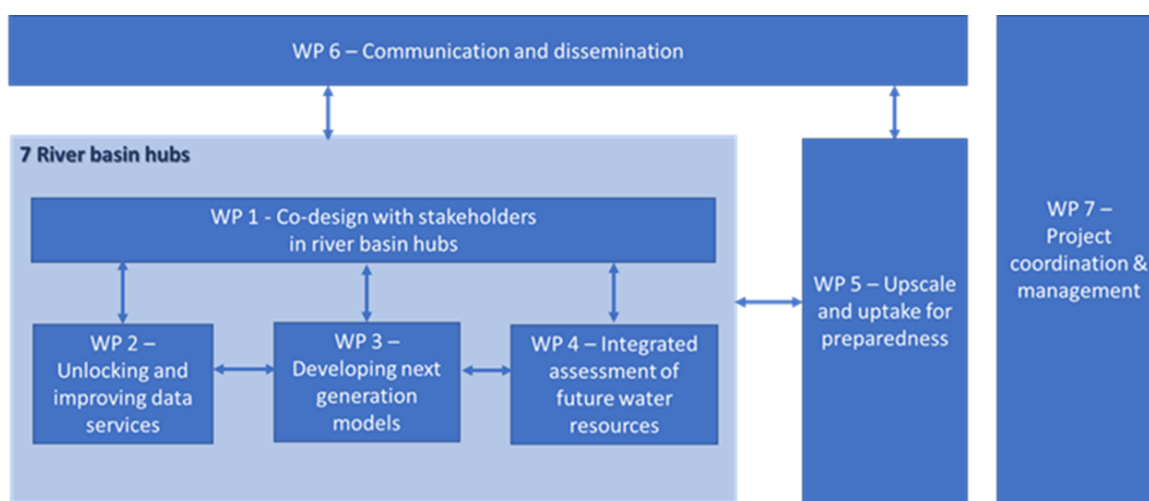 WP 6 – Communication and dissemination
7 River basin hubs
WP 1 - Co-design with stakeholders
in river basin hubs
WP 2 –
Unlocking and
improving data
services
WP 3 –
Developing next
generation
models
WP 4 – Integrated
assessment of
future water
resources
WP 5 – Upscale
and uptake for
preparedness
WP 7 –
Project
coordination &
management